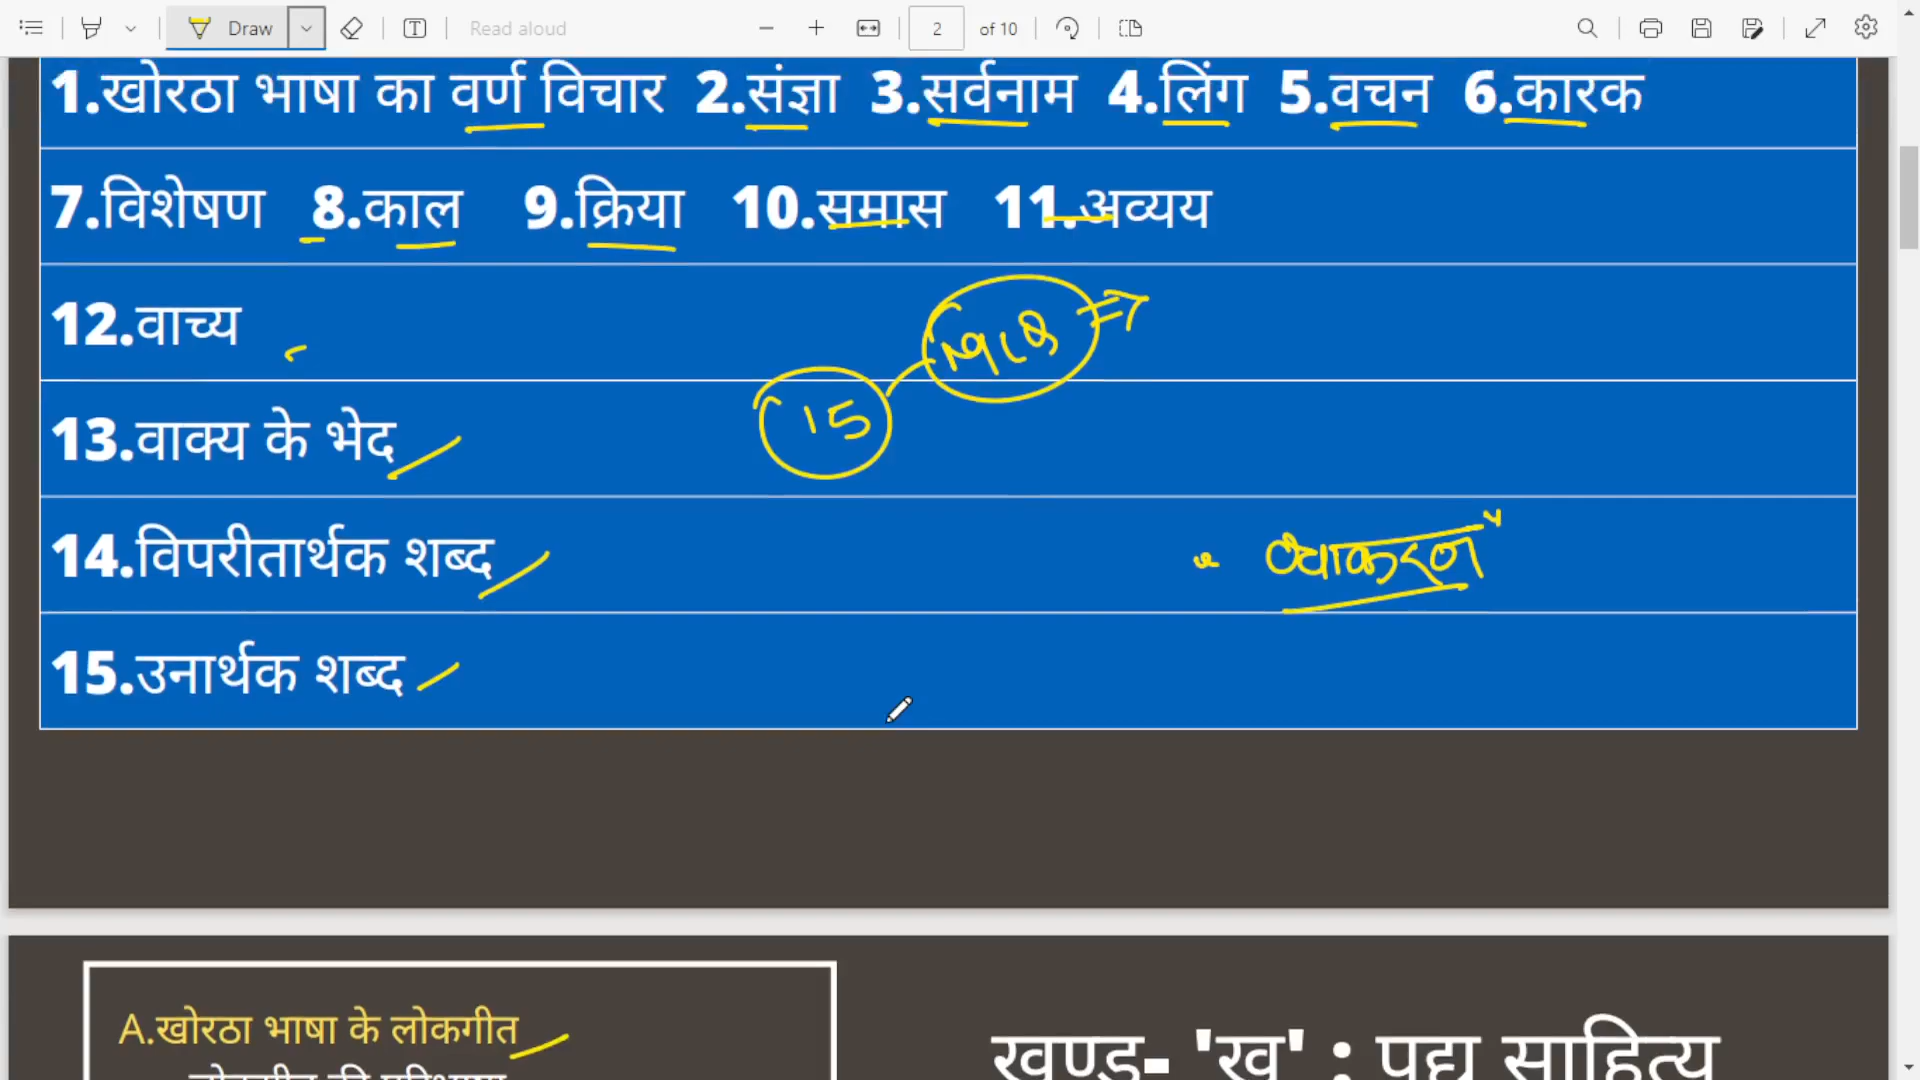 Draw
Read aloud
2 of 10
1.खोरठा भाषा का वर्ण विचार 2.संज्ञा 3.सर्वनाम 4.लिंग 5.वचन 6.कारक
7.विशेषण 8.काल 9.क्रिया 10.समास 11.अव्यय
12.वाच्य
15
13.वाक्य के भेद
14.विपरीतार्थक शब्द
व्याकरण
15.उनार्थक शब्द
A.खोरठा भाषा के लोकगीत
खण्ड- 'ख' : पद्य साहित्य